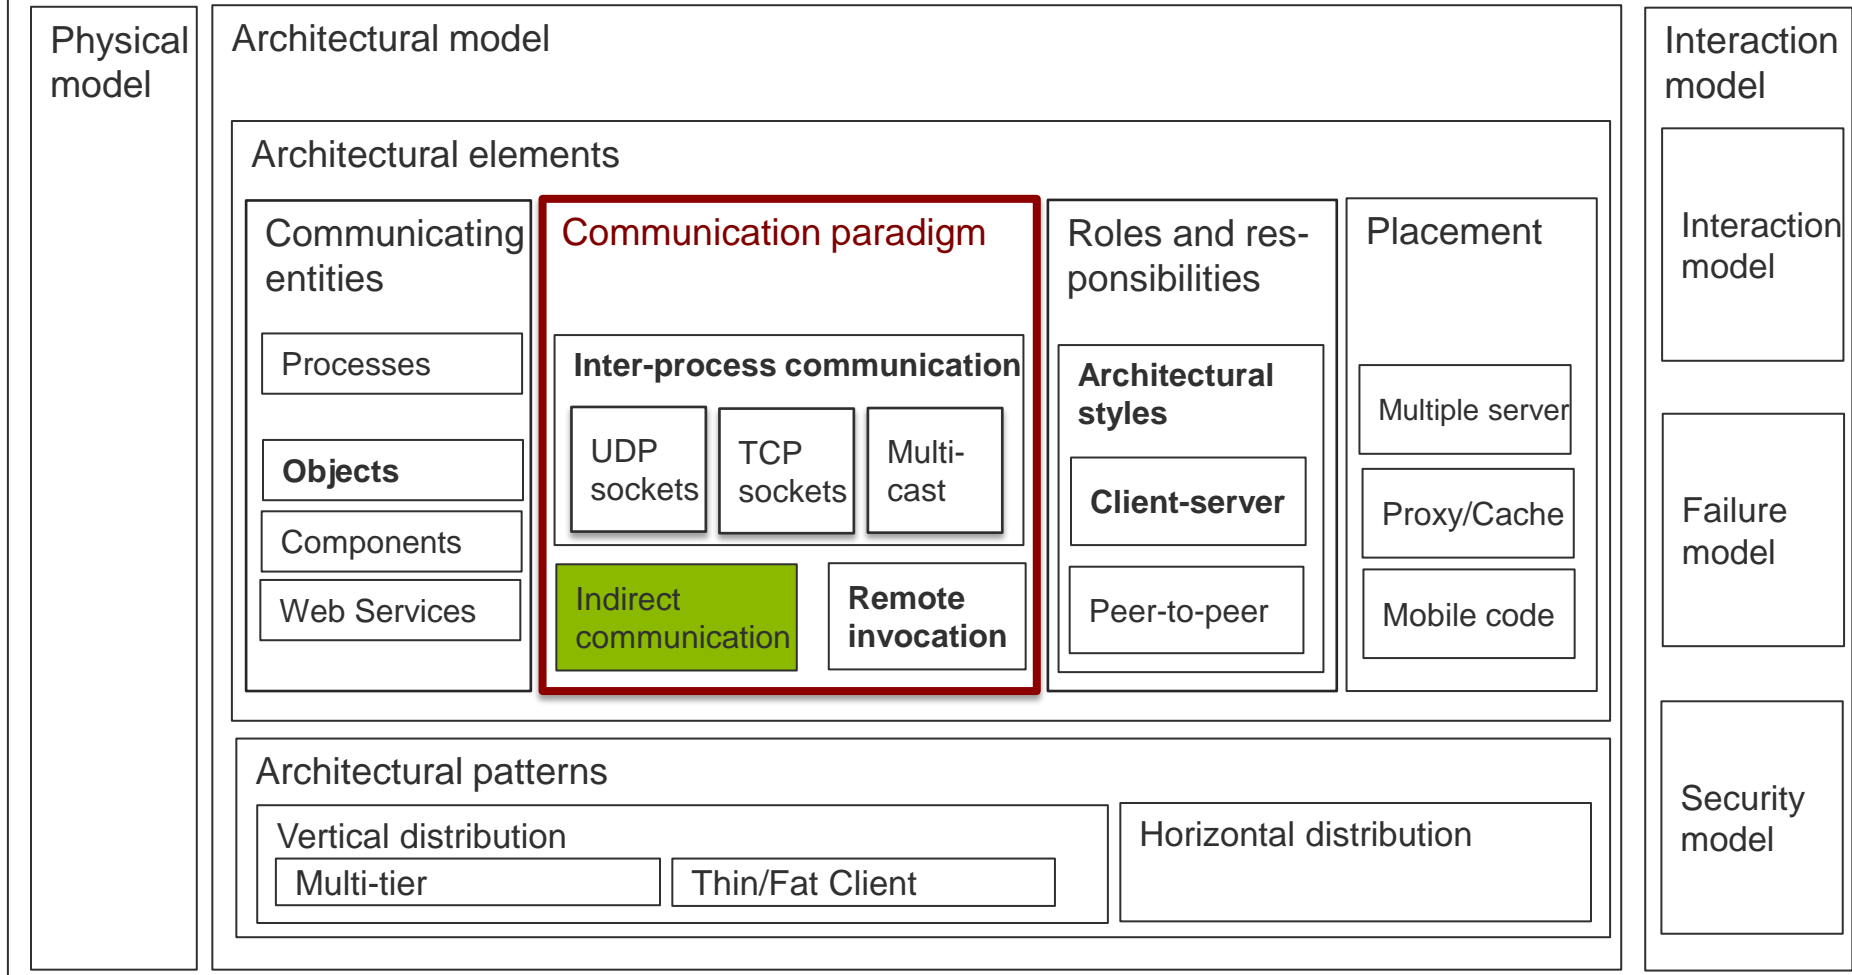 Physical
model
Architectural model
Architectural elements
Communicating
entities
Processes
Objects
Components
Web Services
Communication paradigm
Inter-process communication
UDP
sockets
TCP
sockets
Multi-
cast
Indirect
communication
Remote
invocation
Roles and res-
ponsibilities
Architectural
styles
Client-server
Peer-to-peer
Placement
Multiple server
Proxy/Cache
Mobile code
Architectural patterns
Vertical distribution
Multi-tier
Thin/Fat Client
Horizontal distribution
Interaction
model
Interaction
model
Failure
model
Security
model